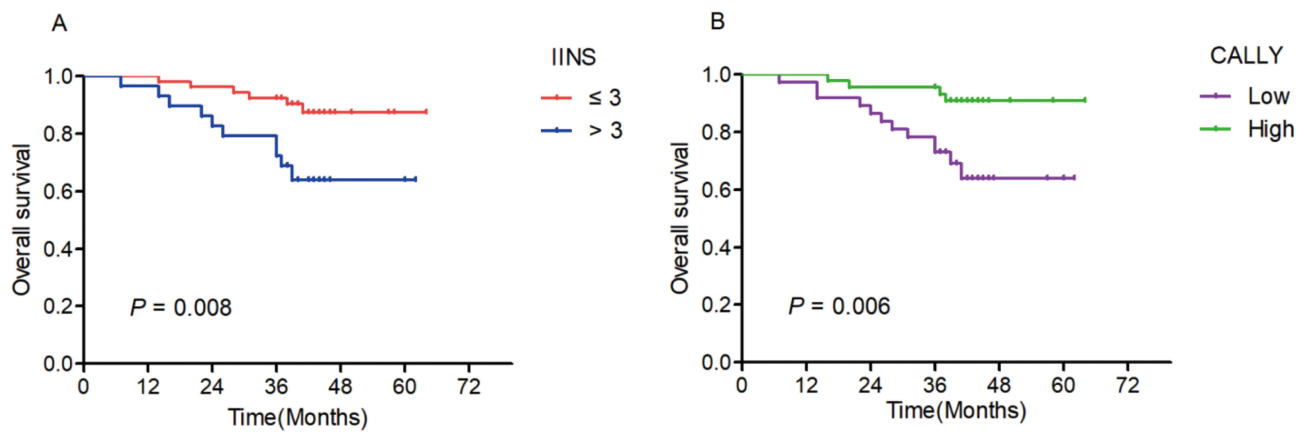 A
IINS
≤ 3
> 3
1.0
0.8
0.6
0.4
0.2
0.0
Overall survival
P = 0.008
0 12 24 36 48 60 72
Time(Months)
B
CALLY
Low
High
1.0
0.8
0.6
0.4
0.2
0.0
Overall survival
P = 0.006
0 12 24 36 48 60 72
Time(Months)